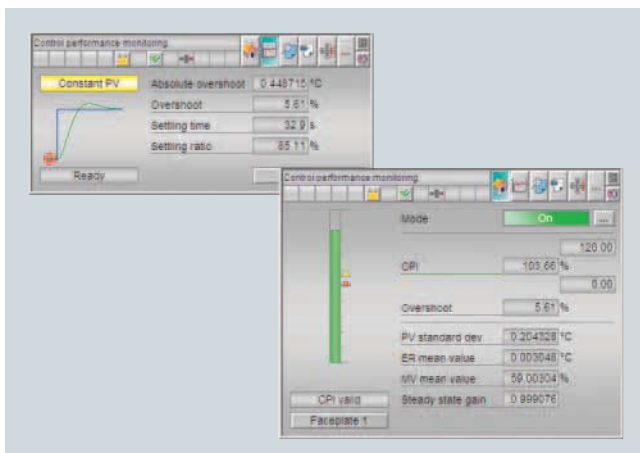 Control performance monitoring
Constant PV
Absolute overshoot 0.448715 °C
Overshoot 5.61 %
Settling time 32.9 s
Settling ratio 85.11 %
Ready
Control performance monitoring
...
Mode On ...
120.00
CPI 103.66 %
0.00
Overshoot 5.61 %
PV standard dev 0.204328 °C
ER mean value 0.003048 °C
MV mean value 59.00304 %
CPI valid
Steady state gain 0.999076
Faceplate 1